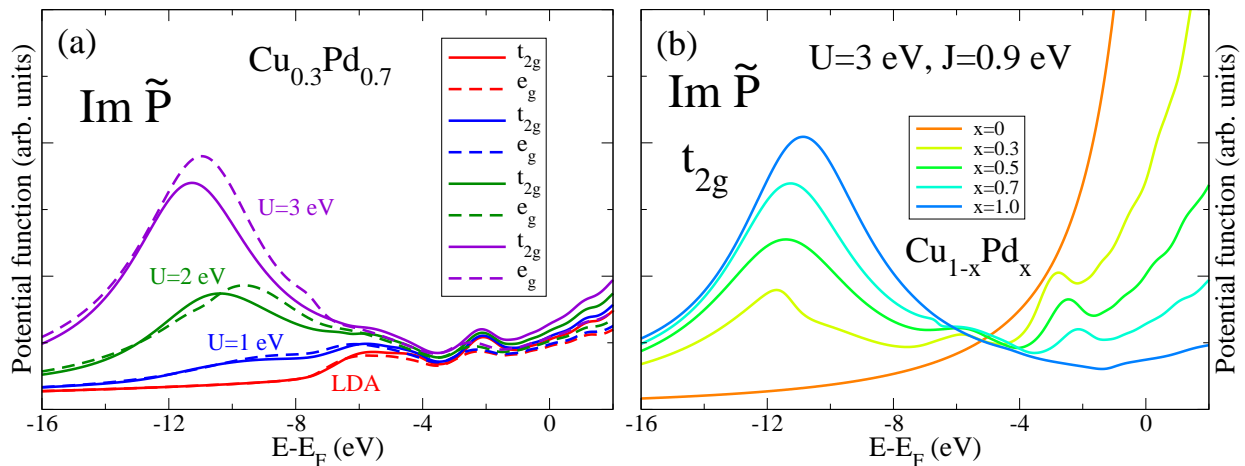 (a)
Cu0.3Pd0.7
Im P̃
t2g
eg
t2g
eg
t2g
eg
t2g
eg
U=3 eV
U=2 eV
U=1 eV
LDA
Potential function (arb. units)
-16
-12
-8
-4
0
E-EF (eV)
(b)
U=3 eV, J=0.9 eV
Im P̃
t2g
x=0
x=0.3
x=0.5
x=0.7
x=1.0
Cu1-xPdx
Potential function (arb. units)
-16
-12
-8
-4
0
E-EF (eV)